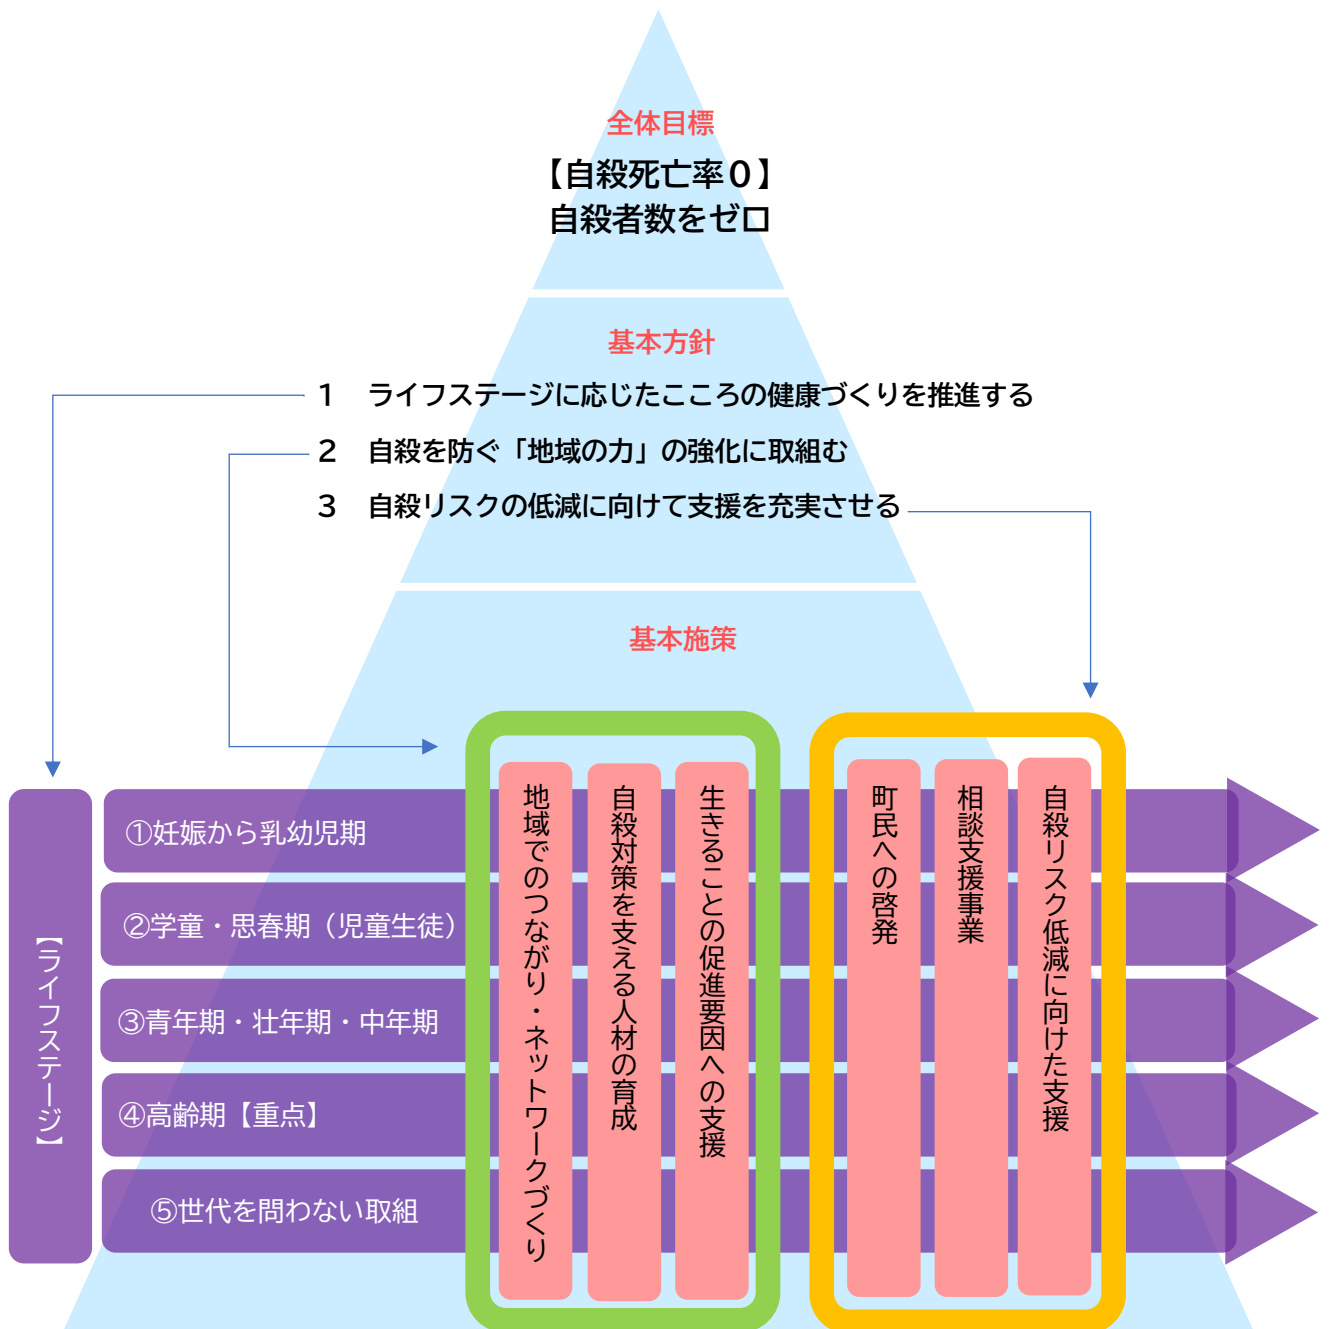 全体目標
【自殺死亡率０】
自殺者数をゼロ
基本方針
1　ライフステージに応じたこころの健康づくりを推進する
2　自殺を防ぐ「地域の力」の強化に取組む
3　自殺リスクの低減に向けて支援を充実させる
基本施策
【ライフステージ】
①妊娠から乳幼児期
②学童・思春期（児童生徒）
③青年期・壮年期・中年期
④高齢期【重点】
⑤世代を問わない取組
地域でのつながり・ネットワークづくり
自殺対策を支える人材の育成
生きることの促進要因への支援
町民への啓発
相談支援事業
自殺リスク低減に向けた支援